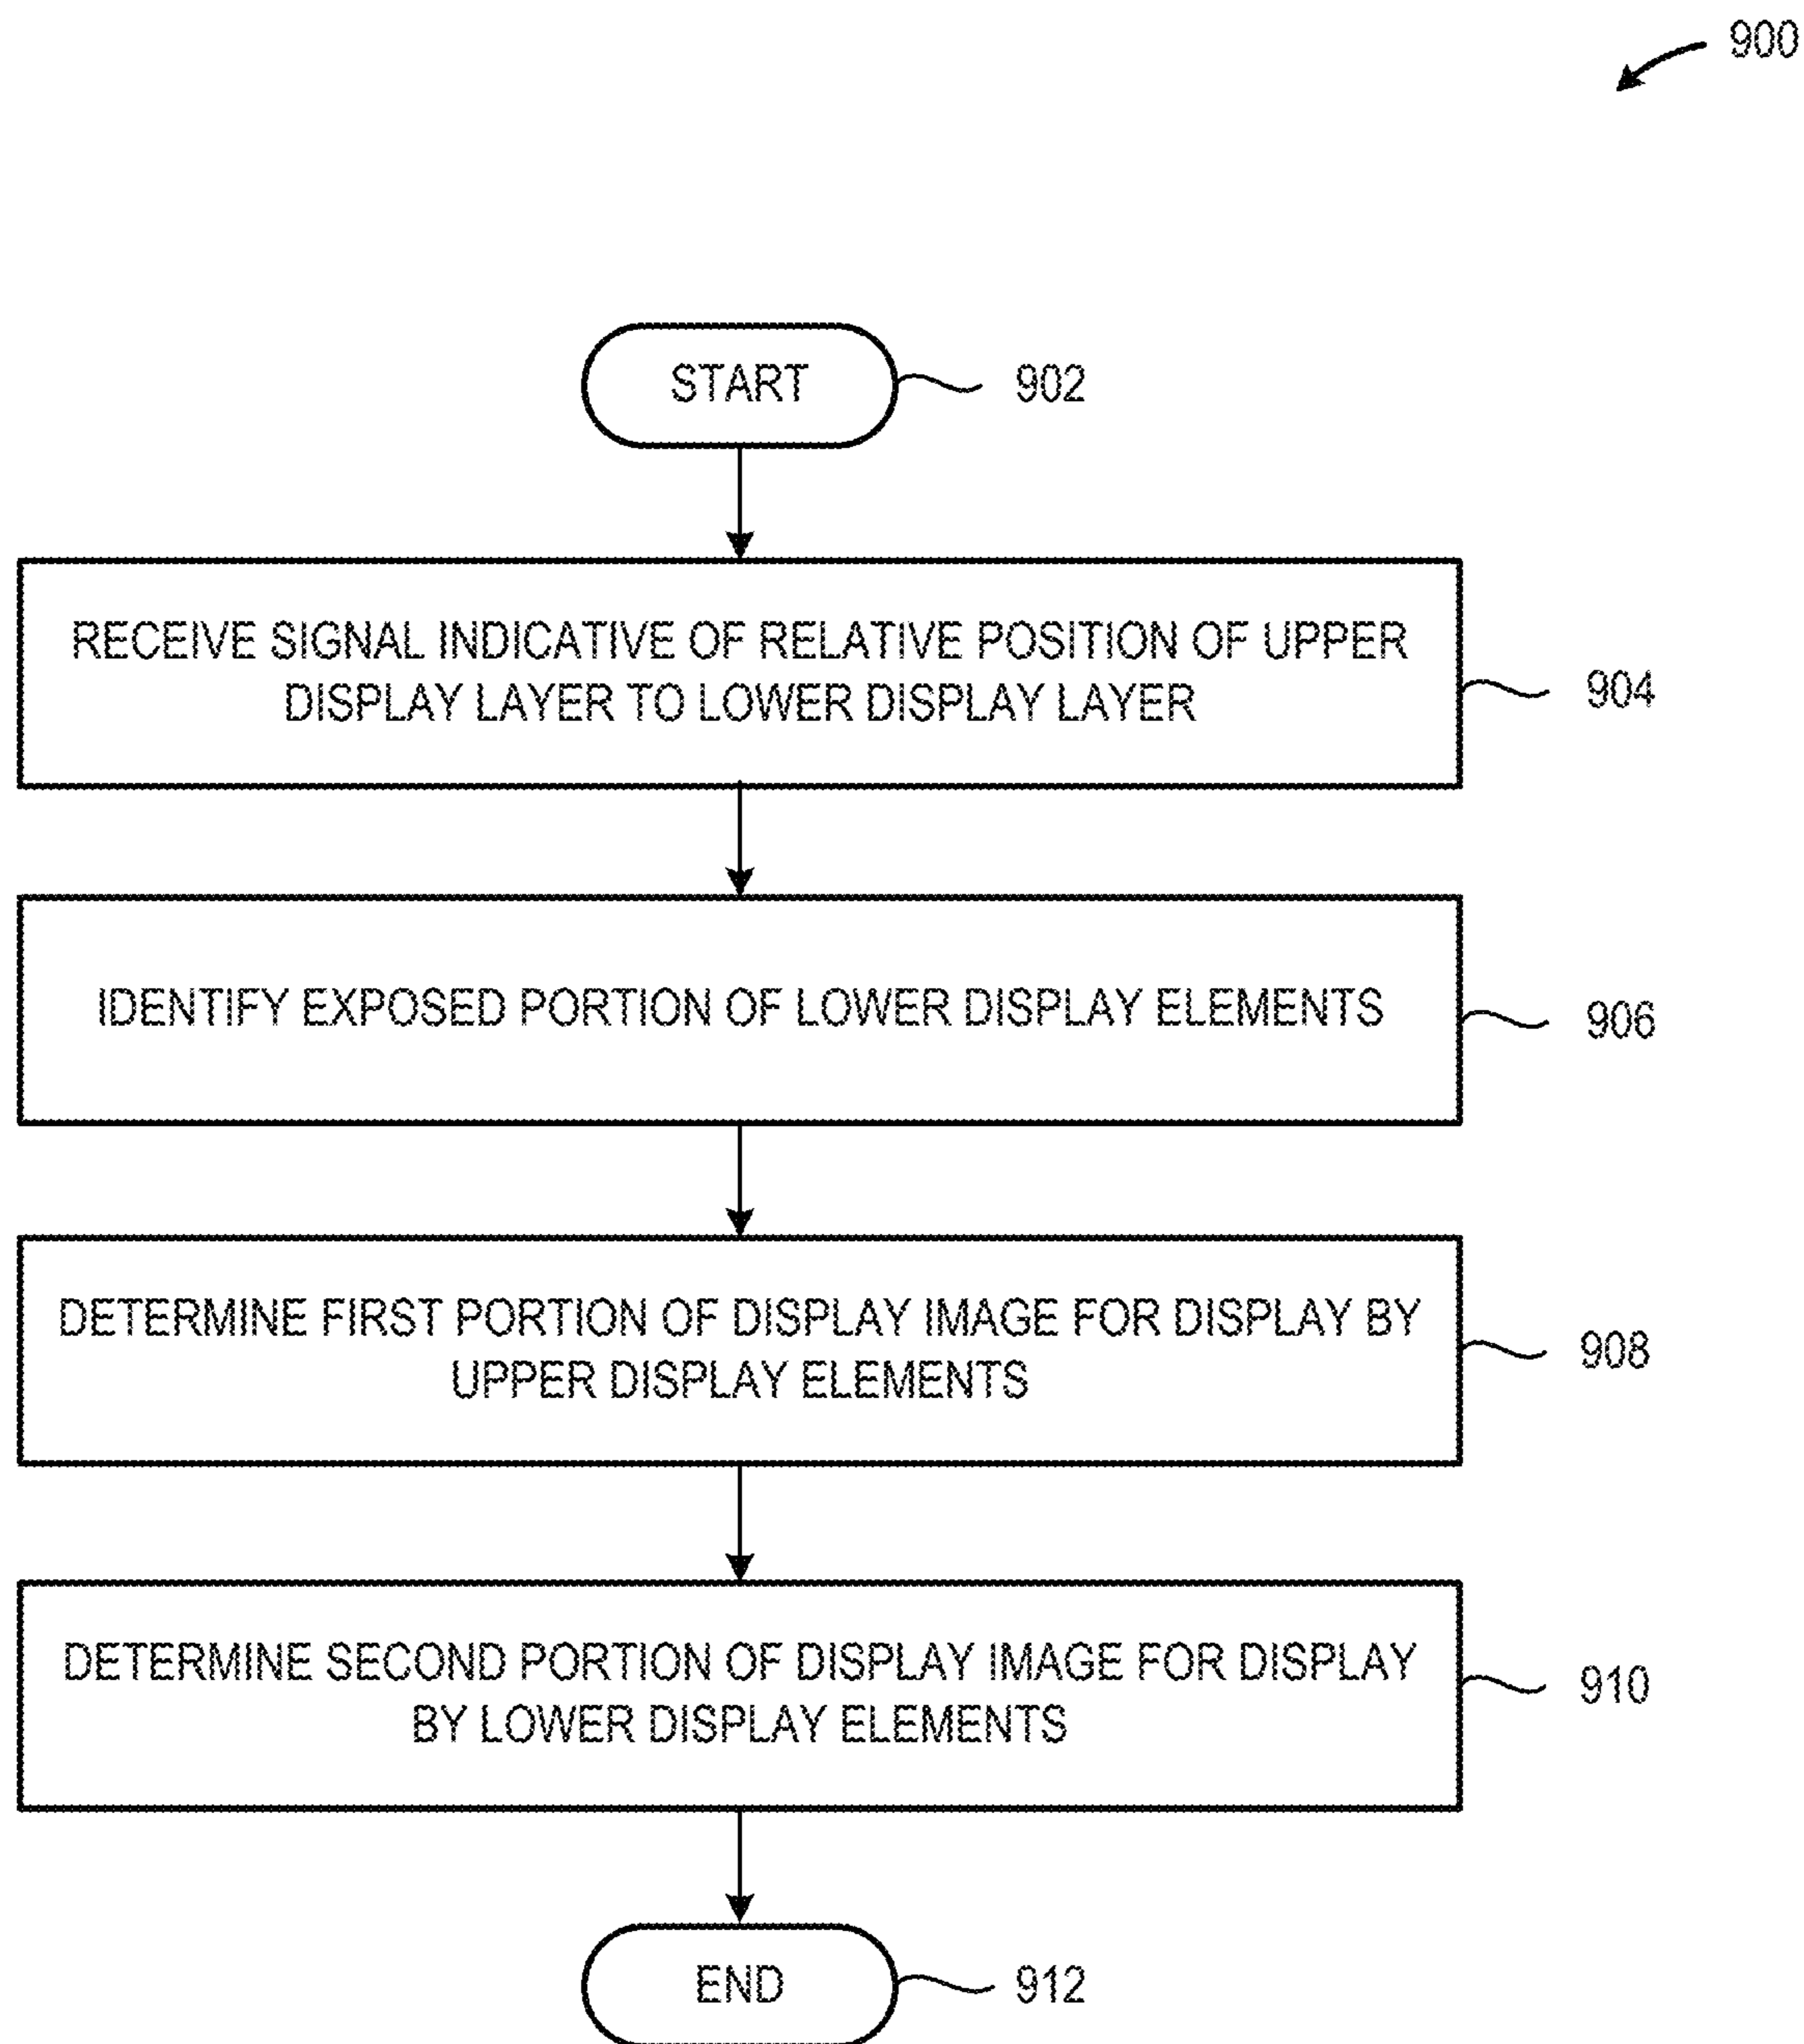 900
START
902
RECEIVE SIGNAL INDICATIVE OF RELATIVE POSITION OF UPPER
DISPLAY LAYER TO LOWER DISPLAY LAYER
904
IDENTIFY EXPOSED PORTION OF LOWER DISPLAY ELEMENTS
906
DETERMINE FIRST PORTION OF DISPLAY IMAGE FOR DISPLAY BY
UPPER DISPLAY ELEMENTS
908
DETERMINE SECOND PORTION OF DISPLAY IMAGE FOR DISPLAY
BY LOWER DISPLAY ELEMENTS
910
END
912